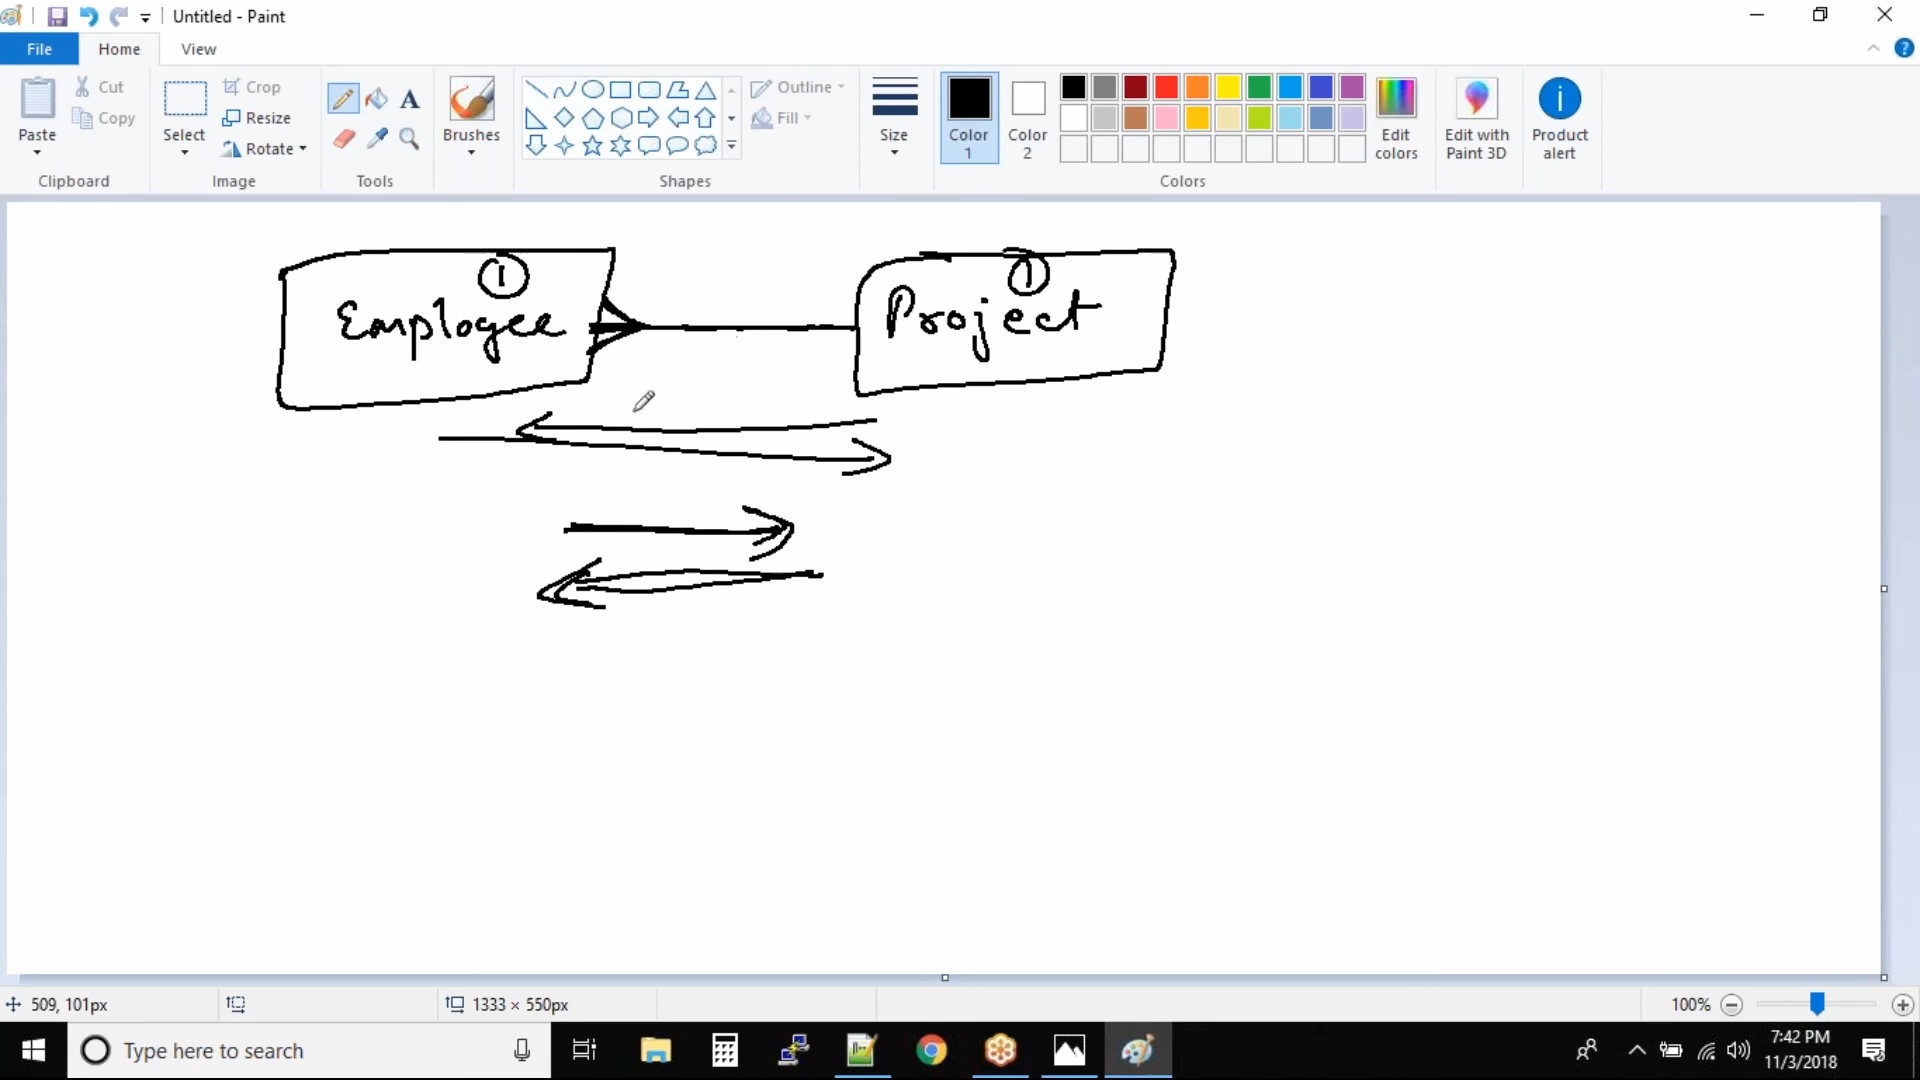 Untitled - Paint
File Home View
Paste
Cut
Copy
Clipboard
Select
Crop
Resize
Rotate
Image
A
Tools
Brushes
Shapes
Outline
Fill
Size
Color 1
Color 2
Colors
Edit colors
Edit with Paint 3D
Product alert
1
Employee
1
Project
509, 101px
1333 × 550px
100%
Type here to search
7:42 PM
11/3/2018